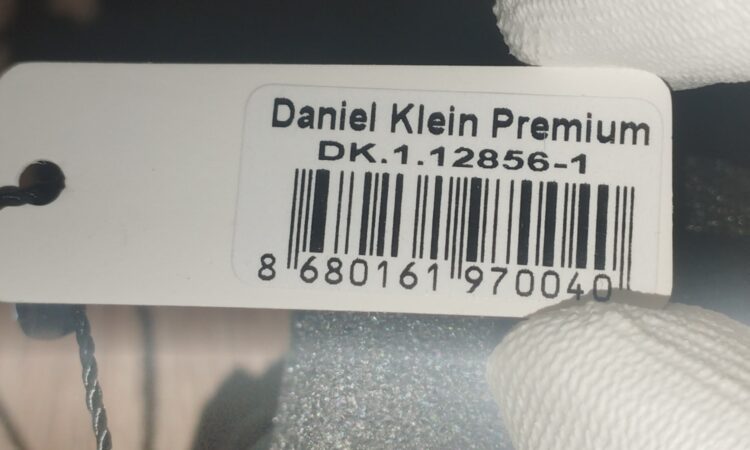 Daniel Klein Premium
DK.1.12856-1
8 680161 970040